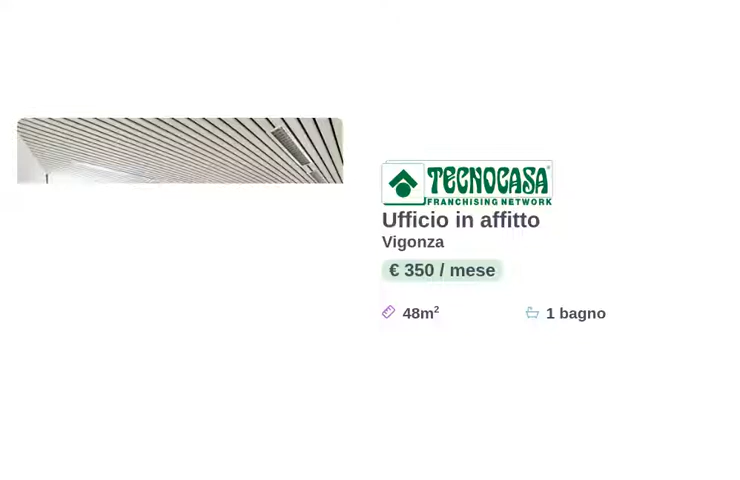 TECNOCASA®
FRANCHISING NETWORK
Ufficio in affitto
Vigonza
€ 350 / mese
48m²
1 bagno